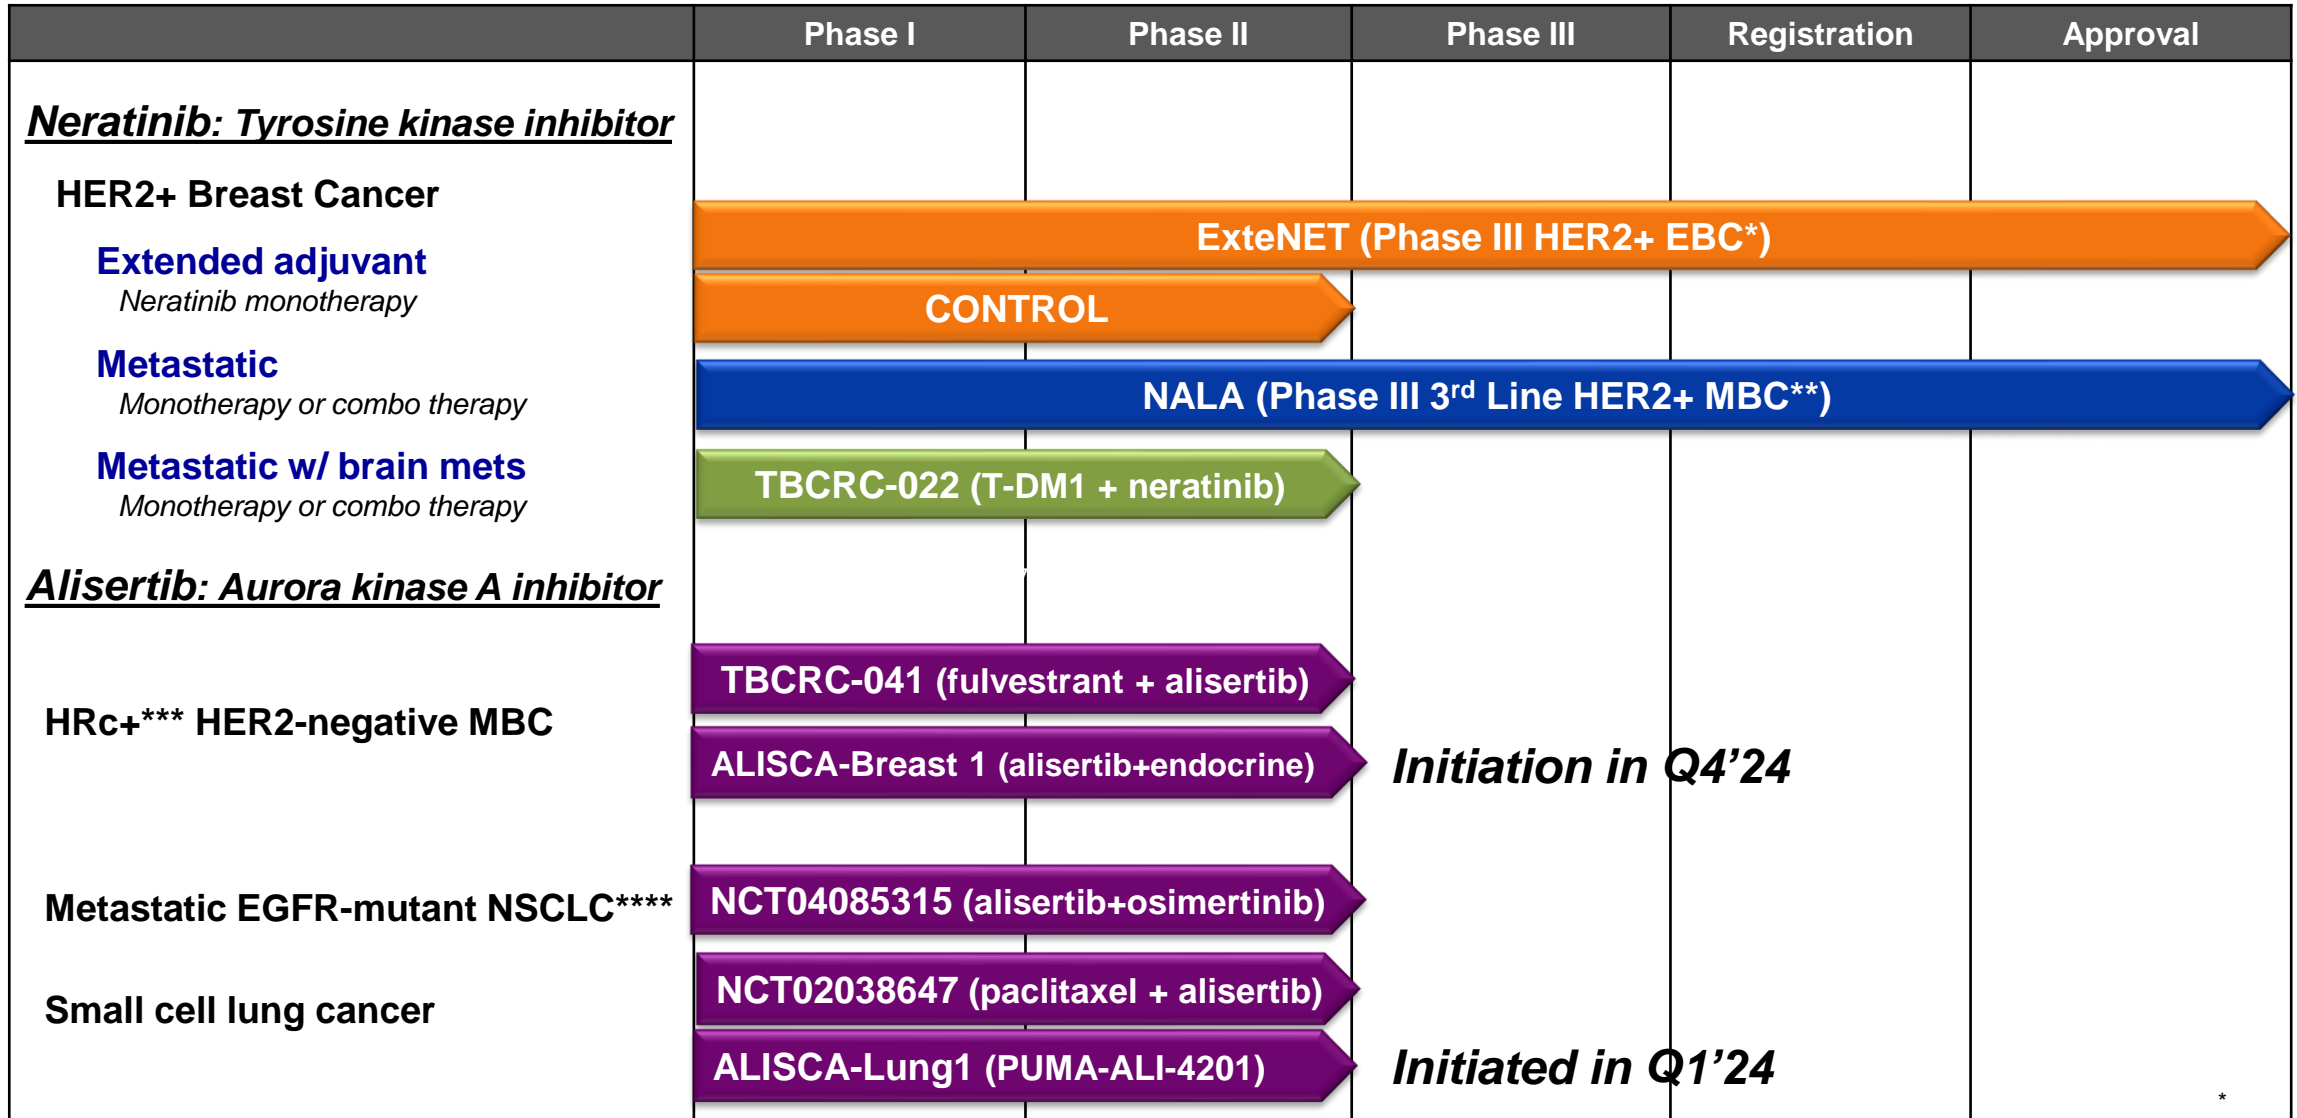 Phase I Phase II Phase III Registration Approval
Neratinib: Tyrosine kinase inhibitor
HER2+ Breast Cancer
ExteNET (Phase III HER2+ EBC*)
Extended adjuvant
Neratinib monotherapy
CONTROL
Metastatic
Monotherapy or combo therapy
NALA (Phase III 3rd Line HER2+ MBC**)
Metastatic w/ brain mets
Monotherapy or combo therapy
TBCRC-022 (T-DM1 + neratinib)
Alisertib: Aurora kinase A inhibitor
TBCRC-041 (fulvestrant + alisertib)
HRc+*** HER2-negative MBC
ALISCA-Breast 1 (alisertib+endocrine) Initiation in Q4’24
Metastatic EGFR-mutant NSCLC**** NCT04085315 (alisertib+osimertinib)
NCT02038647 (paclitaxel + alisertib)
Small cell lung cancer
ALISCA-Lung1 (PUMA-ALI-4201) Initiated in Q1’24
*